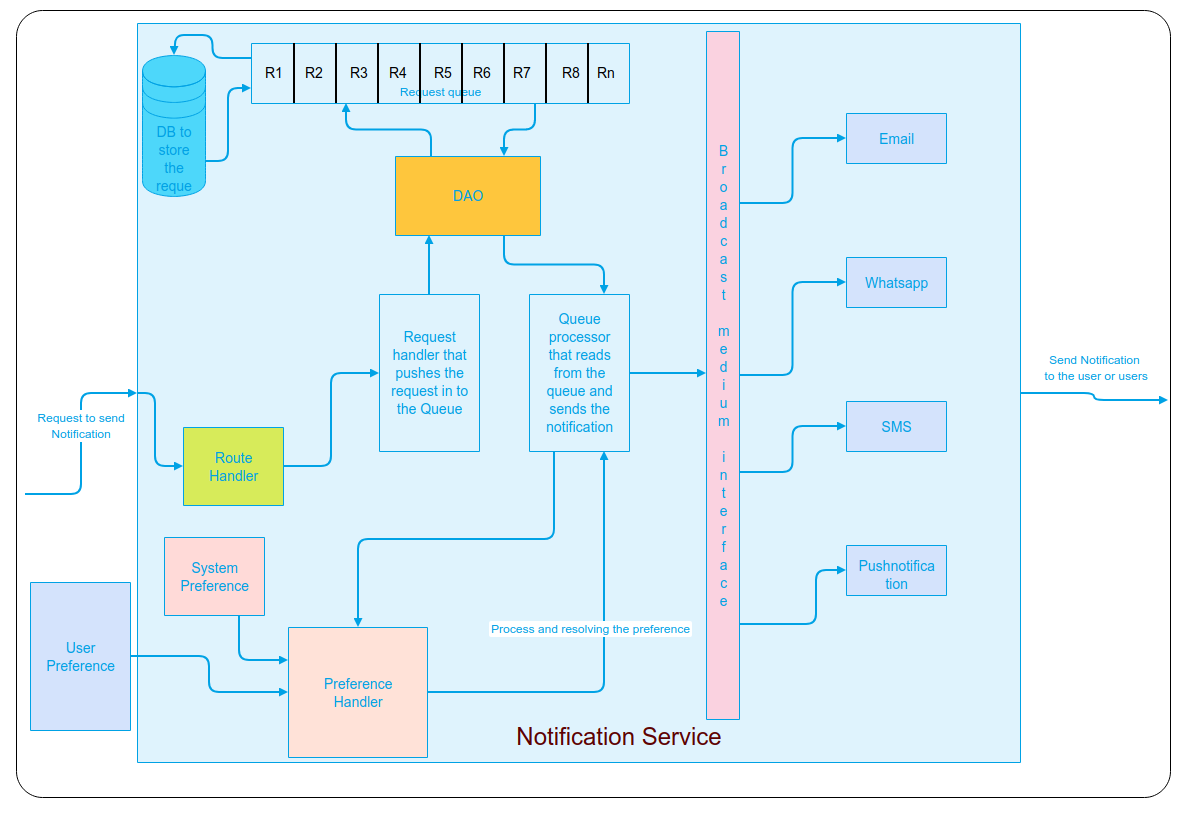 R1 R2 R3 R4 R5 R6 R7 R8 Rn
Request queue
DB to
store
the
reque
DAO
Request
handler that
pushes the
request in to
the Queue
Queue
processor
that reads
from the
queue and
sends the
notification
Broadcast medium interface
Email
Whatsapp
SMS
Pushnotifica
tion
Send Notification
to the user or users
Request to send
Notification
Route
Handler
System
Preference
User
Preference
Preference
Handler
Process and resolving the preference
Notification Service